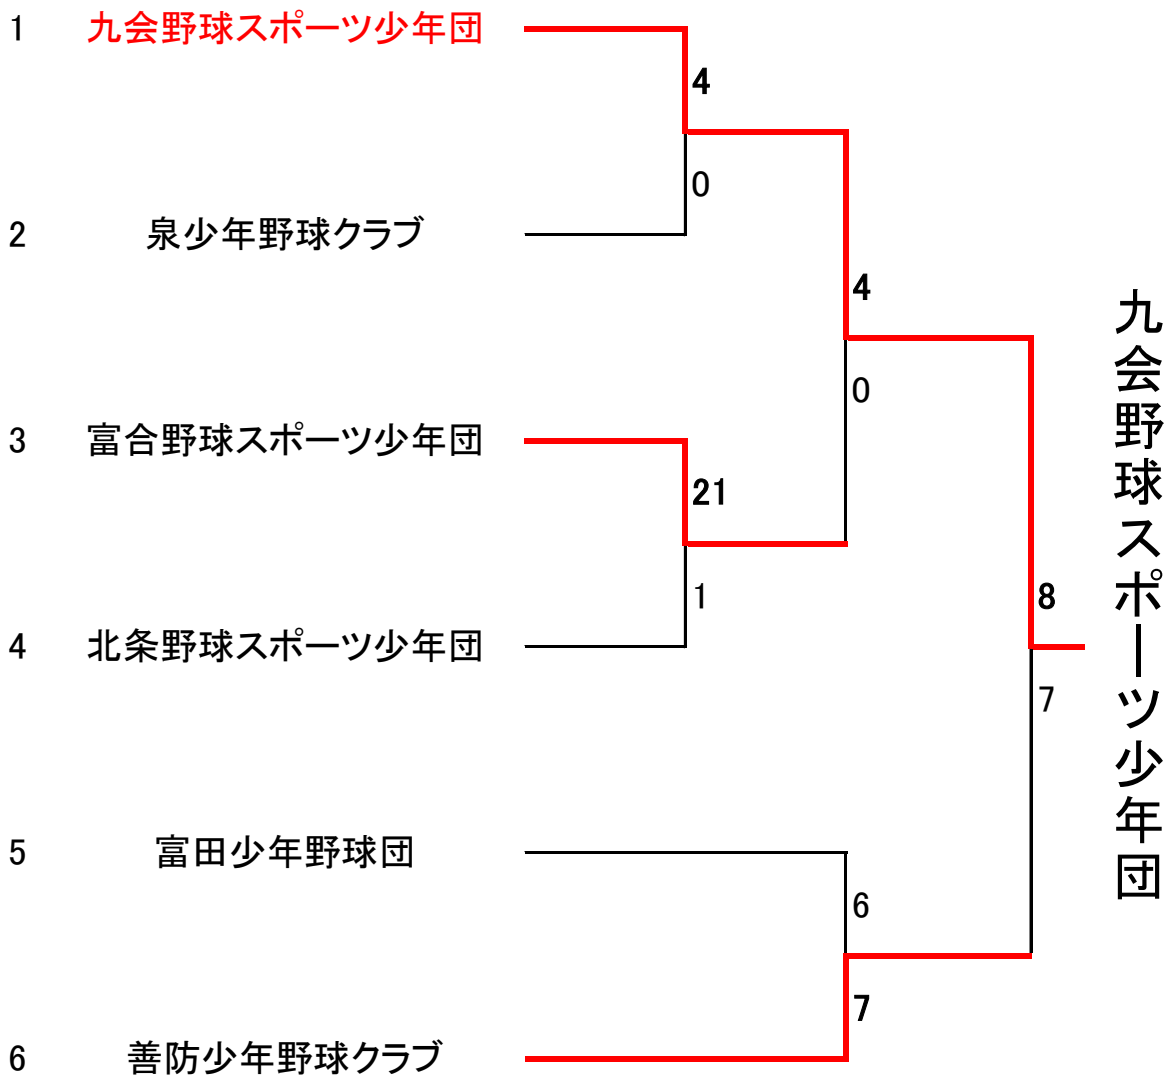 1 九会野球スポーツ少年団
4
0
2 泉少年野球クラブ
4
0
3 富合野球スポーツ少年団
21
1
4 北条野球スポーツ少年団
8
7
5 富田少年野球団
6
7
6 善防少年野球クラブ
九会野球スポーツ少年団